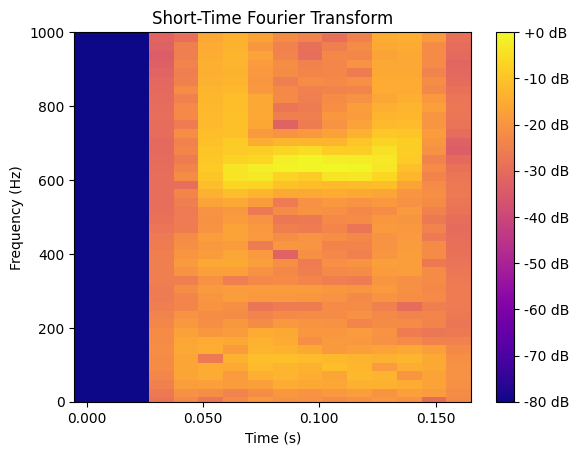 Short-Time Fourier Transform
1000
800
600
400
200
0
Frequency (Hz)
0.000
0.050
0.100
0.150
Time (s)
+0 dB
-10 dB
-20 dB
-30 dB
-40 dB
-50 dB
-60 dB
-70 dB
-80 dB